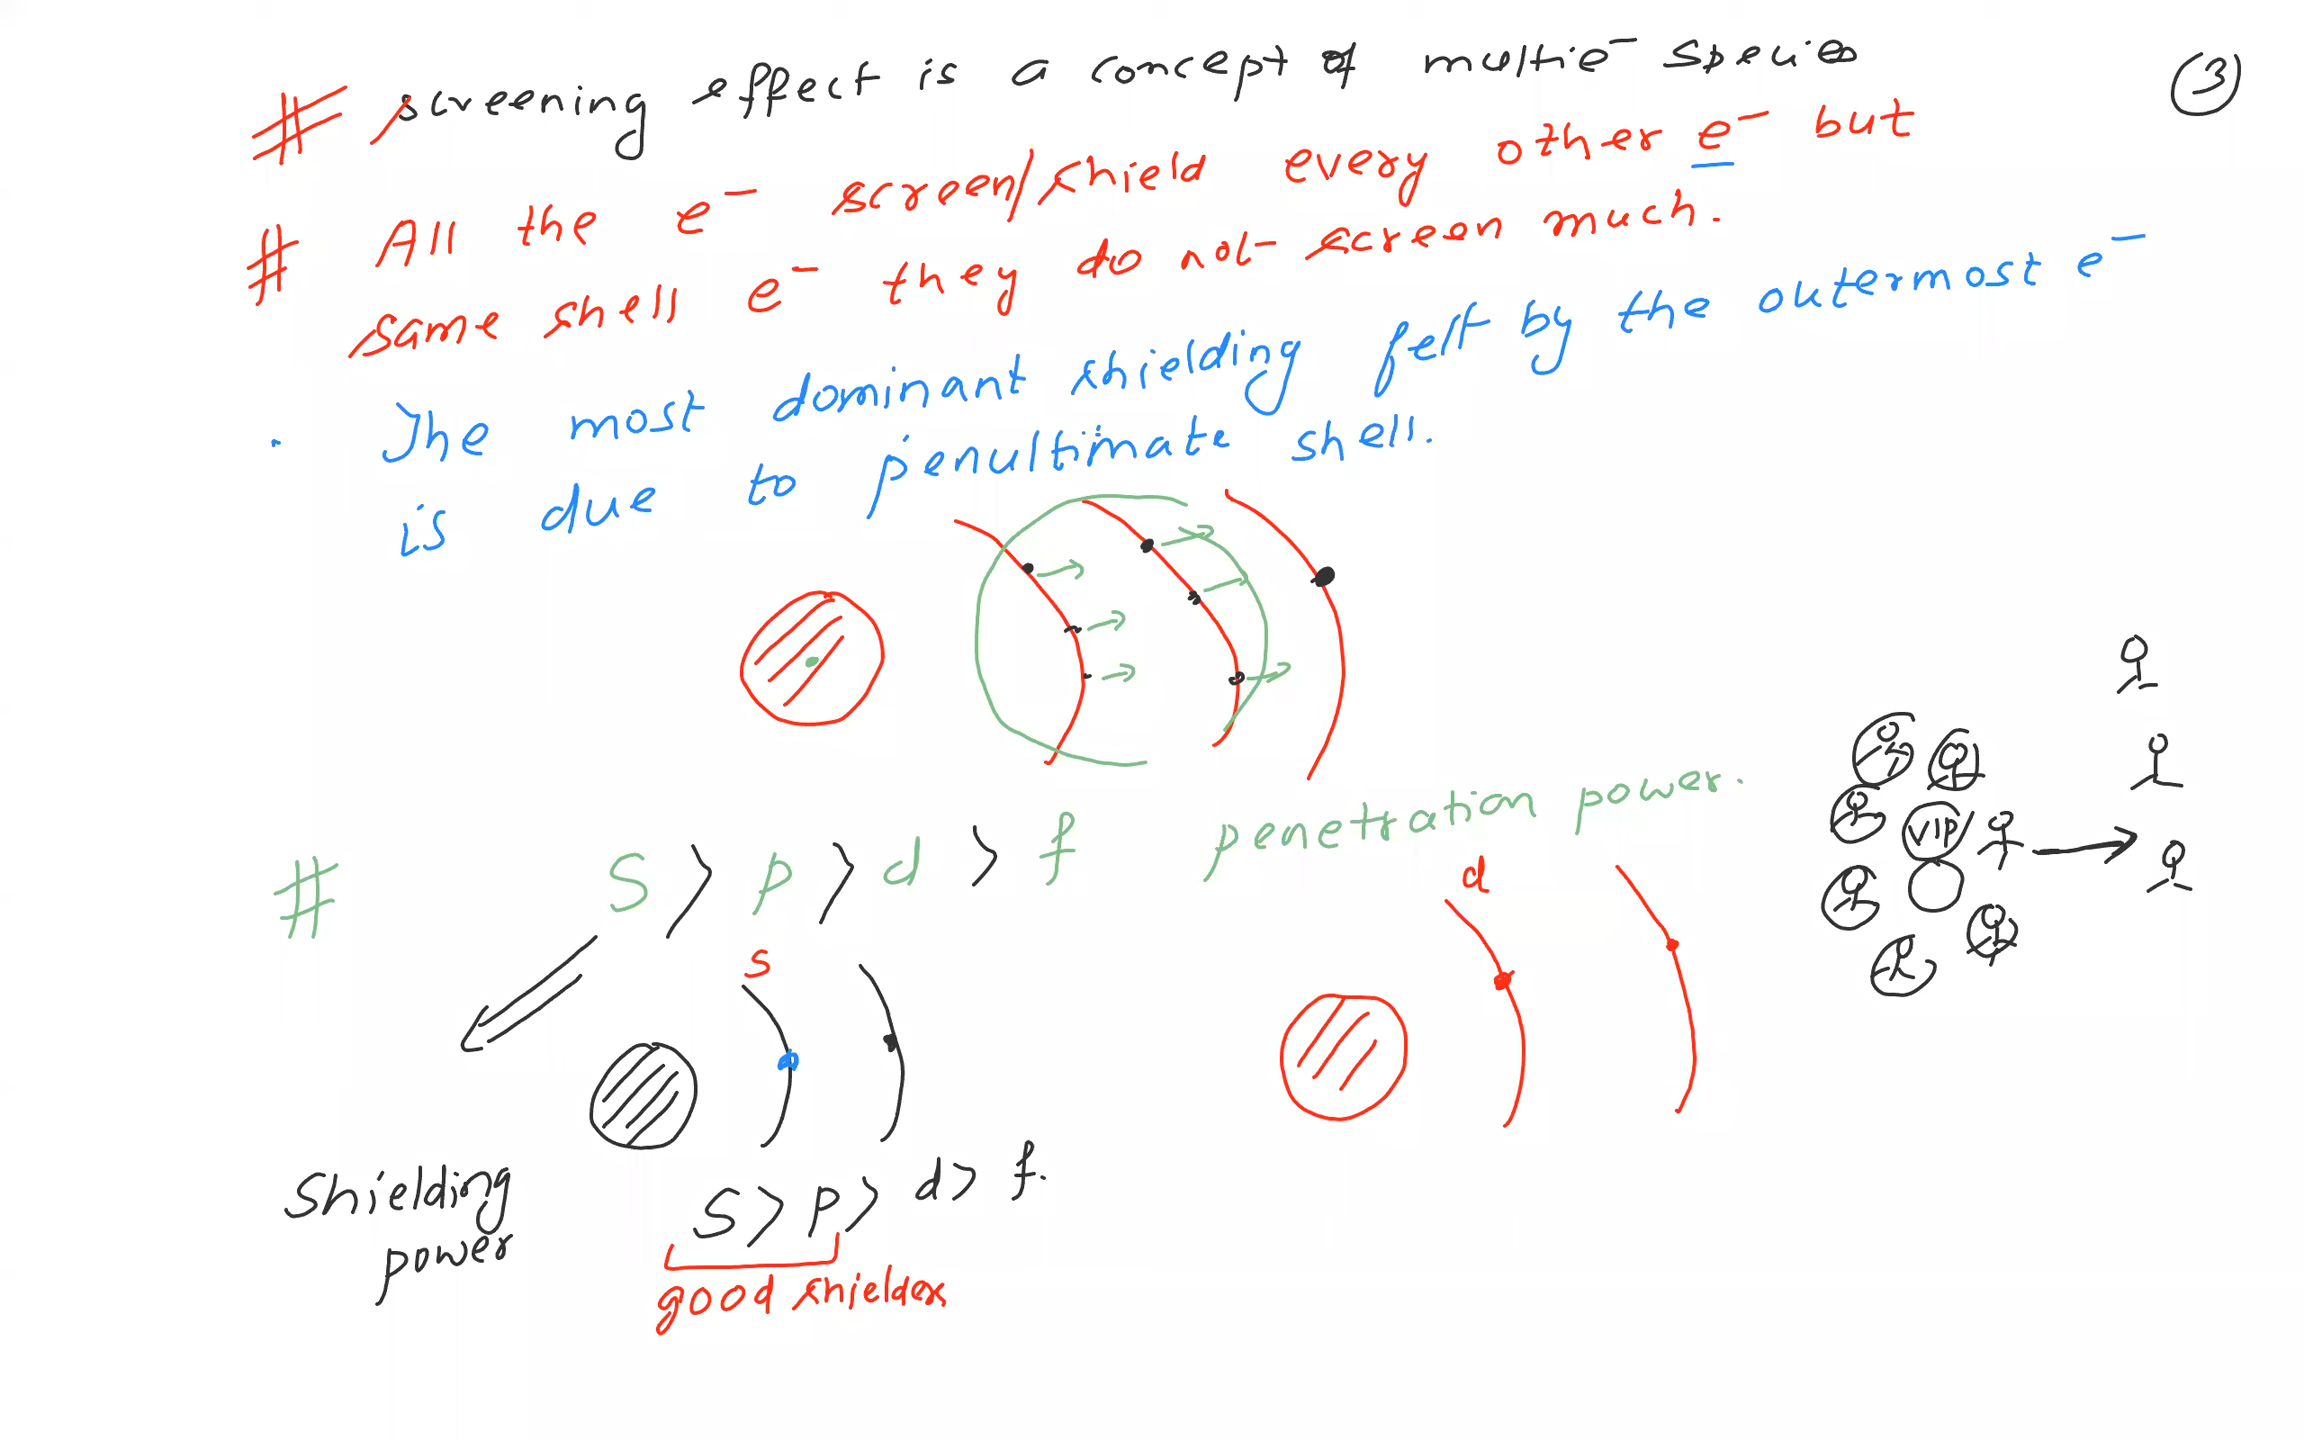 # screening effect is a concept of multie⁻ species
(3)
# All the e⁻ screen/shield every other e⁻ but
same shell e⁻ they do not screen much.
· The most dominant shielding felt by the outermost e⁻
is due to penultimate shell.
# S > p > d > f penetration power.
VIP
s
d
Shielding
power
S > p > d > f.
good shielders